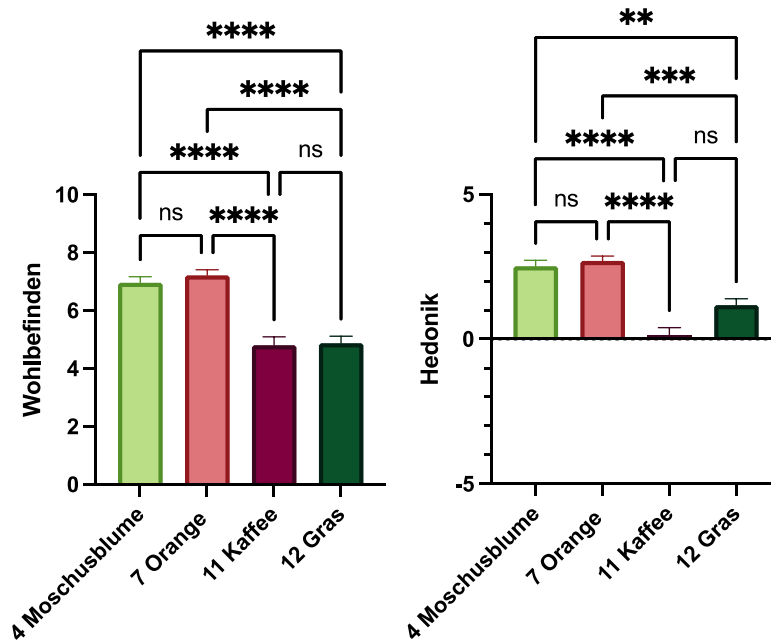 ****
****
**** ns
ns ****
10
8
6
4
2
0
Wohlbefinden
4 Moschusblume
7 Orange
11 Kaffee
12 Gras
**
***
**** ns
ns ****
5
0
-5
Hedonik
4 Moschusblume
7 Orange
11 Kaffee
12 Gras